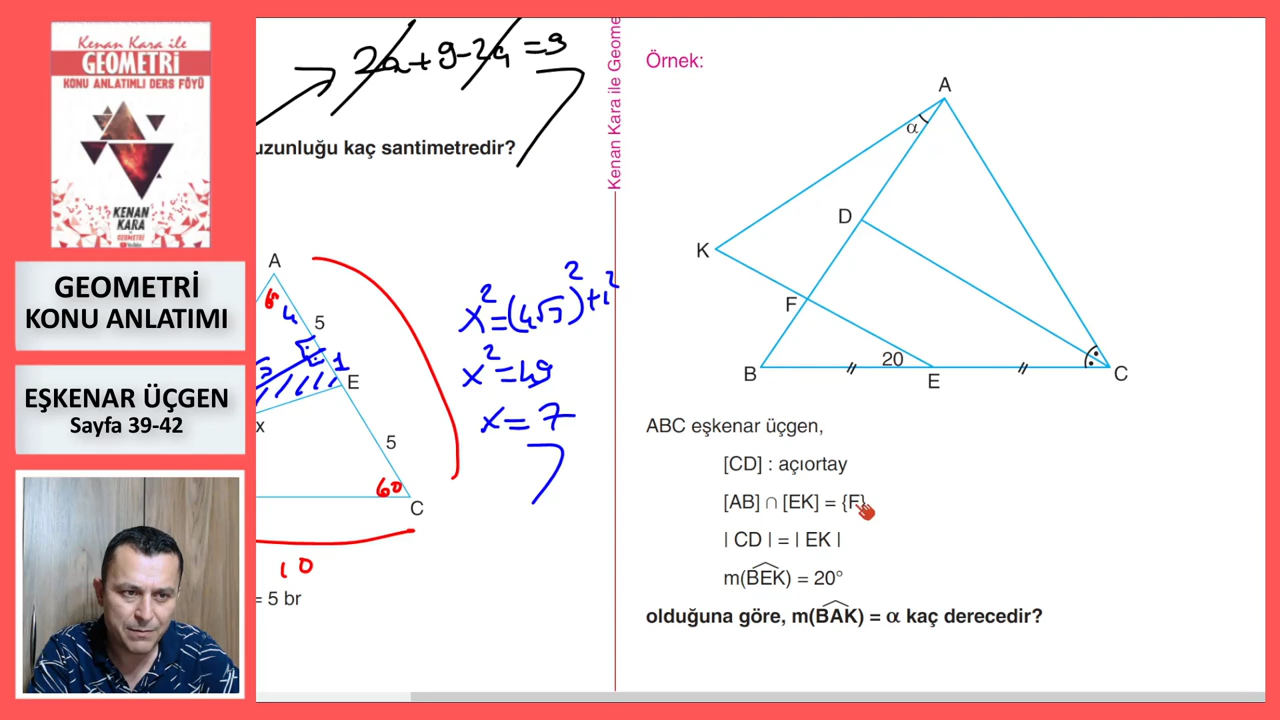 Kenan Kara ile
GEOMETRİ
KONU ANLATIMLI DERS FÖYÜ
KENAN
KARA
GEOMETRİ
GEOMETRİ
KONU ANLATIMI
EŞKENAR ÜÇGEN
Sayfa 39-42
2a+9-2a=9
uzunluğu kaç santimetredir?
A
6
4
5
1
E
x
5
60
C
10
= 5 br
x²=(4√3)²+1²
x²=49
x=7
Kenan Kara ile Geome
Örnek:
A
α
D
K
F
B
20
E
C
ABC eşkenar üçgen,
[CD] : açıortay
[AB] ∩ [EK] = {F}
| CD | = | EK |
m(BEK) = 20°
olduğuna göre, m(BAK) = α kaç derecedir?